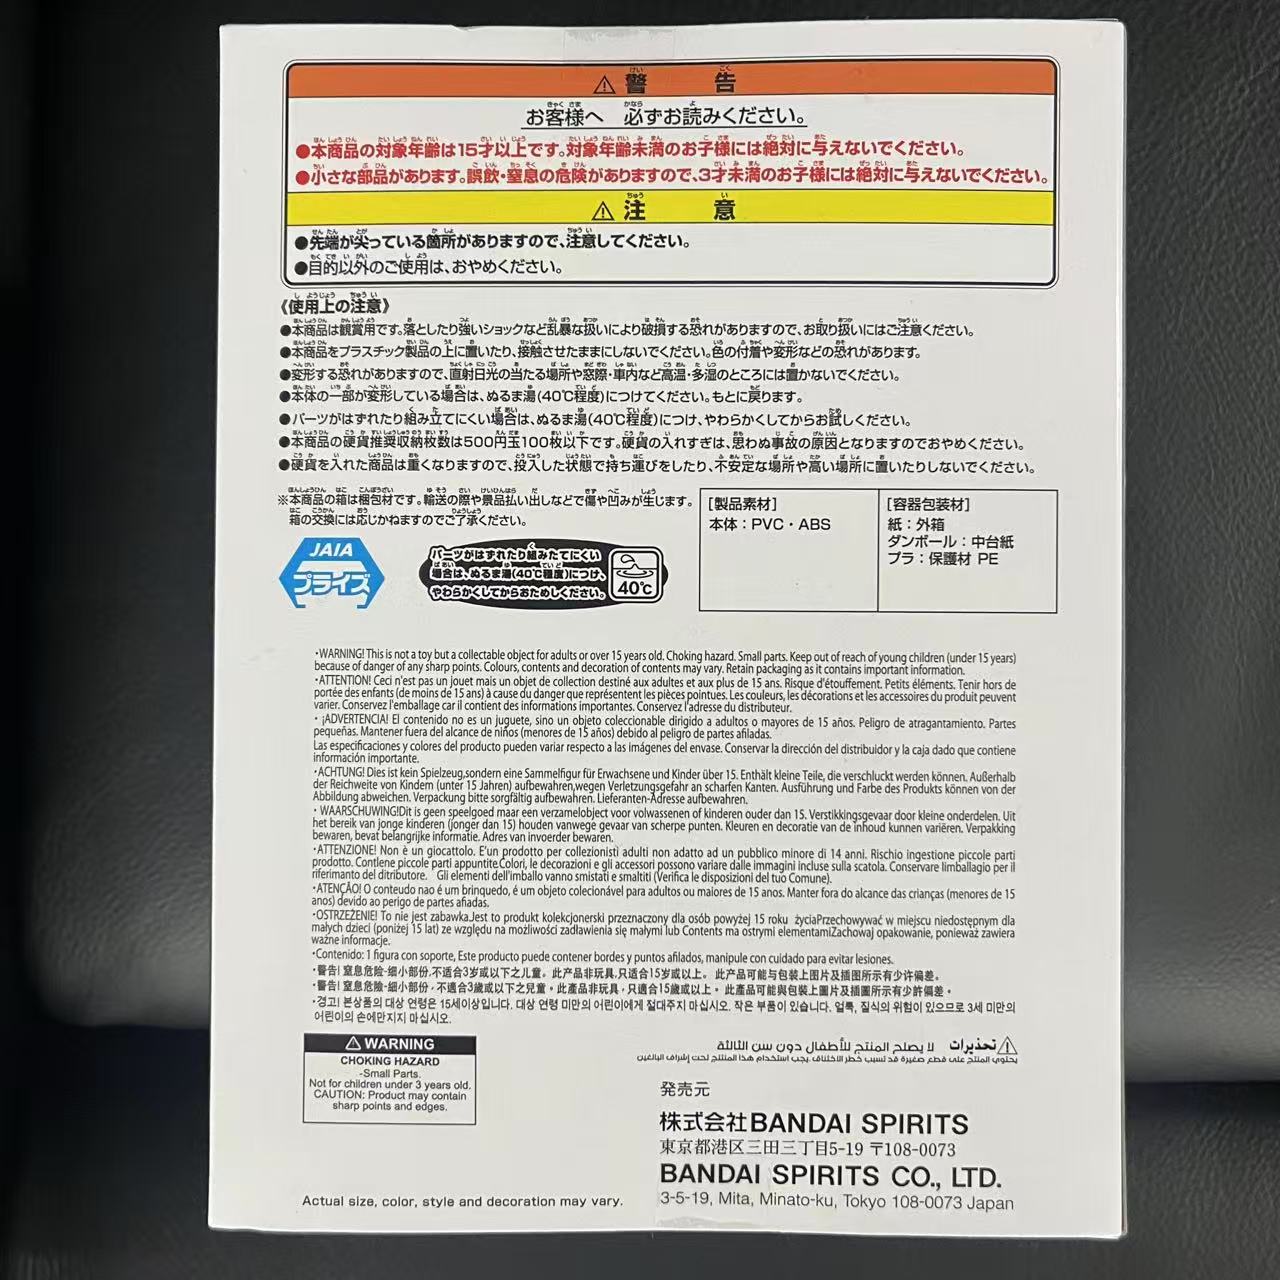 ⚠警 告
お客様へ 必ずお読みください。
●本商品の対象年齢は15才以上です。対象年齢未満のお子様には絶対に与えないでください。
●小さな部品があります。誤飲・窒息の危険がありますので、3才未満のお子様には絶対に与えないでください。
⚠注 意
●先端が尖っている箇所がありますので、注意してください。
●目的以外のご使用は、おやめください。
《使用上の注意》
●本商品は観賞用です。落としたり強いショックなど乱暴な扱いにより破損する恐れがありますので、お取り扱いにはご注意ください。
●本商品をプラスチック製品の上に置いたり、接触させたままにしないでください。色の付着や変形などの恐れがあります。
●変形する恐れがありますので、直射日光の当たる場所や窓際・車内など高温・多湿のところには置かないでください。
●本体の一部が変形している場合は、ぬるま湯(40℃程度)につけてください。もとに戻ります。
●パーツがはずれたり組み立てにくい場合は、ぬるま湯(40℃程度)につけ、やわらかくしてからお試しください。
●本商品の硬貨推奨収納枚数は500円玉100枚以下です。硬貨の入れすぎは、思わぬ事故の原因となりますのでおやめください。
●硬貨を入れた商品は重くなりますので、投入した状態で持ち運びをしたり、不安定な場所や高い場所に置いたりしないでください。
※本商品の箱は梱包材です。輸送の際や景品払い出しなどで傷や凹みが生じます。
箱の交換には応じかねますのでご了承ください。
[製品素材]
本体：PVC・ABS
[容器包装材]
紙：外箱
ダンボール：中台紙
プラ：保護材 PE
JAIA
プライズ
パーツがはずれたり組みたてにくい
場合は、ぬるま湯(40℃程度)につけ、
やわらかくしてからおためしください。
40℃
・WARNING! This is not a toy but a collectable object for adults or over 15 years old. Choking hazard. Small parts. Keep out of reach of young children (under 15 years)
because of danger of any sharp points. Colours, contents and decoration of contents may vary. Retain packaging as it contains important information.
・ATTENTION! Ceci n'est pas un jouet mais un objet de collection destiné aux adultes et aux plus de 15 ans. Risque d'étouffement. Petits éléments. Tenir hors de
portée des enfants (de moins de 15 ans) à cause du danger que représentent les pièces pointues. Les couleurs, les décorations et les accessoires du produit peuvent
varier. Conservez l'emballage car il contient des informations importantes. Conservez l'adresse du distributeur.
・¡ADVERTENCIA! El contenido no es un juguete, sino un objeto coleccionable dirigido a adultos o mayores de 15 años. Peligro de atragantamiento. Partes
pequeñas. Mantener fuera del alcance de niños (menores de 15 años) debido al peligro de partes afiladas.
Las especificaciones y colores del producto pueden variar respecto a las imágenes del envase. Conservar la dirección del distribuidor y la caja dado que contiene
información importante.
・ACHTUNG! Dies ist kein Spielzeug,sondern eine Sammelfigur für Erwachsene und Kinder über 15. Enthält kleine Teile, die verschluckt werden können. Außerhalb
der Reichweite von Kindern (unter 15 Jahren) aufbewahren,wegen Verletzungsgefahr an scharfen Kanten. Ausführung und Farbe des Produkts können von der
Abbildung abweichen. Verpackung bitte sorgfältig aufbewahren. Lieferanten-Adresse aufbewahren.
・WAARSCHUWING!Dit is geen speelgoed maar een verzamelobject voor volwassenen of kinderen ouder dan 15. Verstikkingsgevaar door kleine onderdelen. Uit
het bereik van jonge kinderen (jonger dan 15) houden vanwege gevaar van scherpe punten. Kleuren en decoratie van de inhoud kunnen variëren. Verpakking
bewaren, bevat belangrijke informatie. Adres van invoerder bewaren.
・ATTENZIONE! Non è un giocattolo. E'un prodotto per collezionisti adulti non adatto ad un pubblico minore di 14 anni. Rischio ingestione piccole parti
prodotto. Contiene piccole parti appuntite.Colori, le decorazioni e gli accessori possono variare dalle immagini incluse sulla scatola. Conservare limballagio per il
riferimanto del ditributore. Gli elementi dell'imballo vanno smistati e smaltiti (Verifica le disposizioni del tuo Comune).
・ATENÇÃO! O conteudo nao é um brinquedo, é um objeto colecionável para adultos ou maiores de 15 anos. Manter fora do alcance das crianças (menores de 15
anos) devido ao perigo de partes afiadas.
・OSTRZEŻENIE! To nie jest zabawka.Jest to produkt kolekcjonerski przeznaczony dla osób powyżej 15 roku życiaPrzechowywać w miejscu niedostępnym dla
małych dzieci (poniżej 15 lat) ze względu na możliwości zadławienia się małymi lub Contents ma ostrymi elementamiZachowaj opakowanie, ponieważ zawiera
ważne informacje.
・Contenido: 1 figura con soporte, Este producto puede contener bordes y puntos afilados, manipule con cuidado para evitar lesiones.
・警告! 窒息危险-细小部份,不适合3岁或以下之儿童。此产品非玩具,只适合15岁或以上。此产品可能与包装上图片及插图所示有少许偏差。
・警告! 窒息危險-細小部份,不適合3歲或以下之兒童。此產品非玩具,只適合15歲或以上。此產品可能與包裝上圖片及插圖所示有少許偏差。
・경고! 본상품의 대상 연령은 15세이상입니다. 대상 연령 미만의 어린이에게 절대주지 마십시오. 작은 부품이 있습니다. 얼룩, 질식의 위험이 있으므로 3세 미만의
어린이의 손에만지지 마십시오.
⚠ WARNING
CHOKING HAZARD
-Small Parts.
Not for children under 3 years old.
CAUTION: Product may contain
sharp points and edges.
⚠تحذيرات لا يصلح المنتج للأطفال دون سن الثالثة
يحتوي المنتج على قطع صغيرة قد تسبب خطر الاختناق. يجب استخدام هذا المنتج تحت إشراف البالغين
発売元
株式会社BANDAI SPIRITS
東京都港区三田三丁目5-19 〒108-0073
BANDAI SPIRITS CO., LTD.
3-5-19, Mita, Minato-ku, Tokyo 108-0073 Japan
Actual size, color, style and decoration may vary.